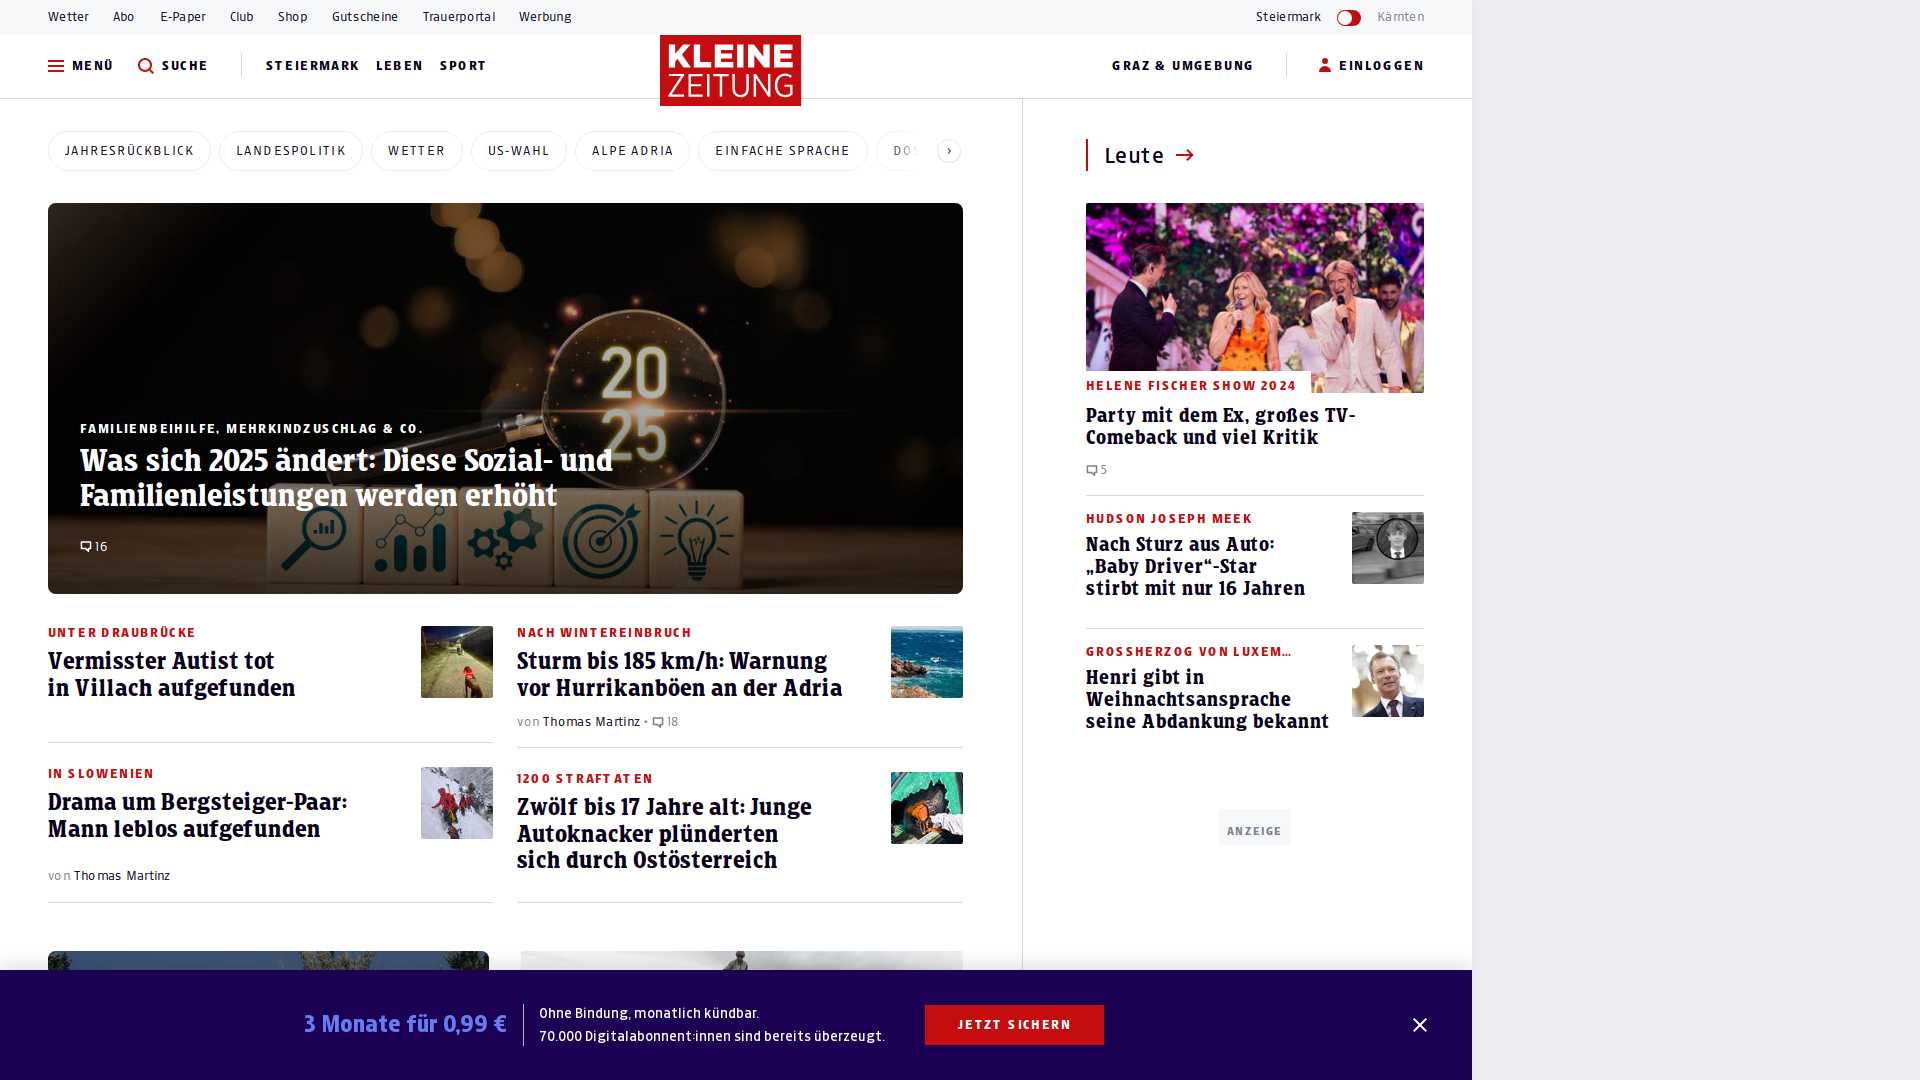 Wetter Abo E-Paper Club Shop Gutscheine Trauerportal Werbung Steiermark Kärnten
MENÜ SUCHE STEIERMARK LEBEN SPORT KLEINE ZEITUNG GRAZ & UMGEBUNG EINLOGGEN
JAHRESRÜCKBLICK LANDESPOLITIK WETTER US-WAHL ALPE ADRIA EINFACHE SPRACHE
20
25
FAMILIENBEIHILFE, MEHRKINDZUSCHLAG & CO.
Was sich 2025 ändert: Diese Sozial- und
Familienleistungen werden erhöht
16
UNTER DRAUBRÜCKE
Vermisster Autist tot
in Villach aufgefunden
NACH WINTEREINBRUCH
Sturm bis 185 km/h: Warnung
vor Hurrikanböen an der Adria
von Thomas Martinz • 18
IN SLOWENIEN
Drama um Bergsteiger-Paar:
Mann leblos aufgefunden
von Thomas Martinz
1200 STRAFTATEN
Zwölf bis 17 Jahre alt: Junge
Autoknacker plünderten
sich durch Ostösterreich
Leute
HELENE FISCHER SHOW 2024
Party mit dem Ex, großes TV-
Comeback und viel Kritik
5
HUDSON JOSEPH MEEK
Nach Sturz aus Auto:
„Baby Driver“-Star
stirbt mit nur 16 Jahren
GROSSHERZOG VON LUXEM…
Henri gibt in
Weihnachtsansprache
seine Abdankung bekannt
ANZEIGE
3 Monate für 0,99 €
Ohne Bindung, monatlich kündbar.
70.000 Digitalabonnent:innen sind bereits überzeugt.
JETZT SICHERN